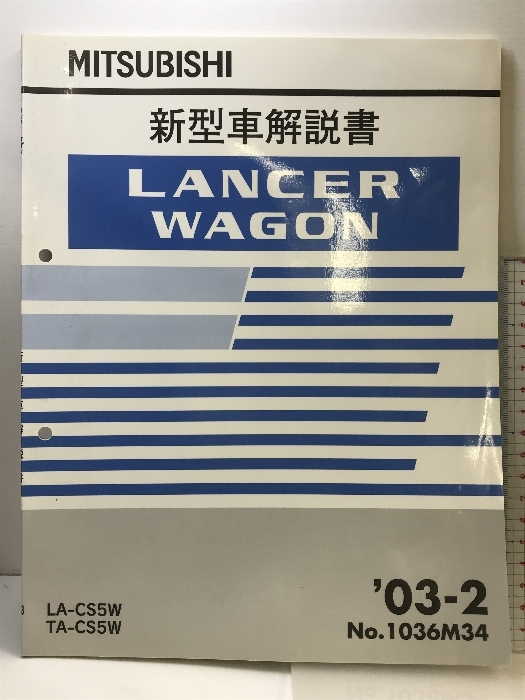 MITSUBISHI
新型車解説書
LANCER
WAGON
LA-CS5W
TA-CS5W
'03-2
No.1036M34